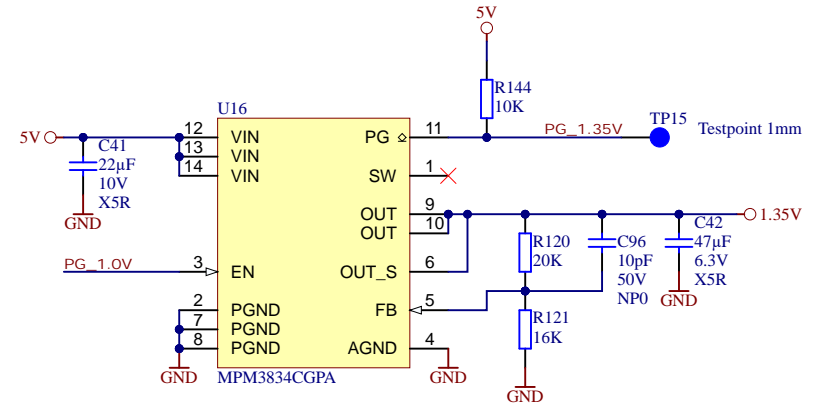 5V
R144
10K
U16
TP15
Testpoint 1mm
5V
C41
22µF
10V
X5R
GND
12
VIN
13
VIN
14
VIN
PG
11
PG_1.35V
SW
1
OUT
9
OUT
10
1.35V
R120
20K
C96
10pF
50V
NP0
C42
47µF
6.3V
X5R
GND
PG_1.0V
3
EN
OUT_S
6
2
PGND
7
PGND
8
PGND
FB
5
R121
16K
AGND
4
GND
GND
GND
MPM3834CGPA